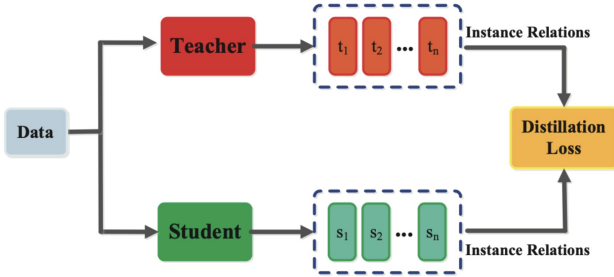 Instance Relations
Teacher
t1 t2 ... tn
Data
Distillation
Loss
Student
s1 s2 ... sn
Instance Relations